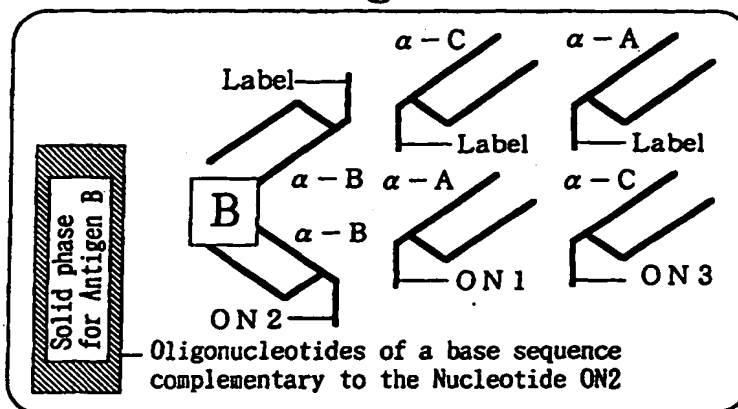 α-C
α-A
Label
Label
Label
α-B
α-A
α-C
B
α-B
Solid phase
for Antigen B
ON1
ON3
ON2
Oligonucleotides of a base sequence
complementary to the Nucleotide ON2